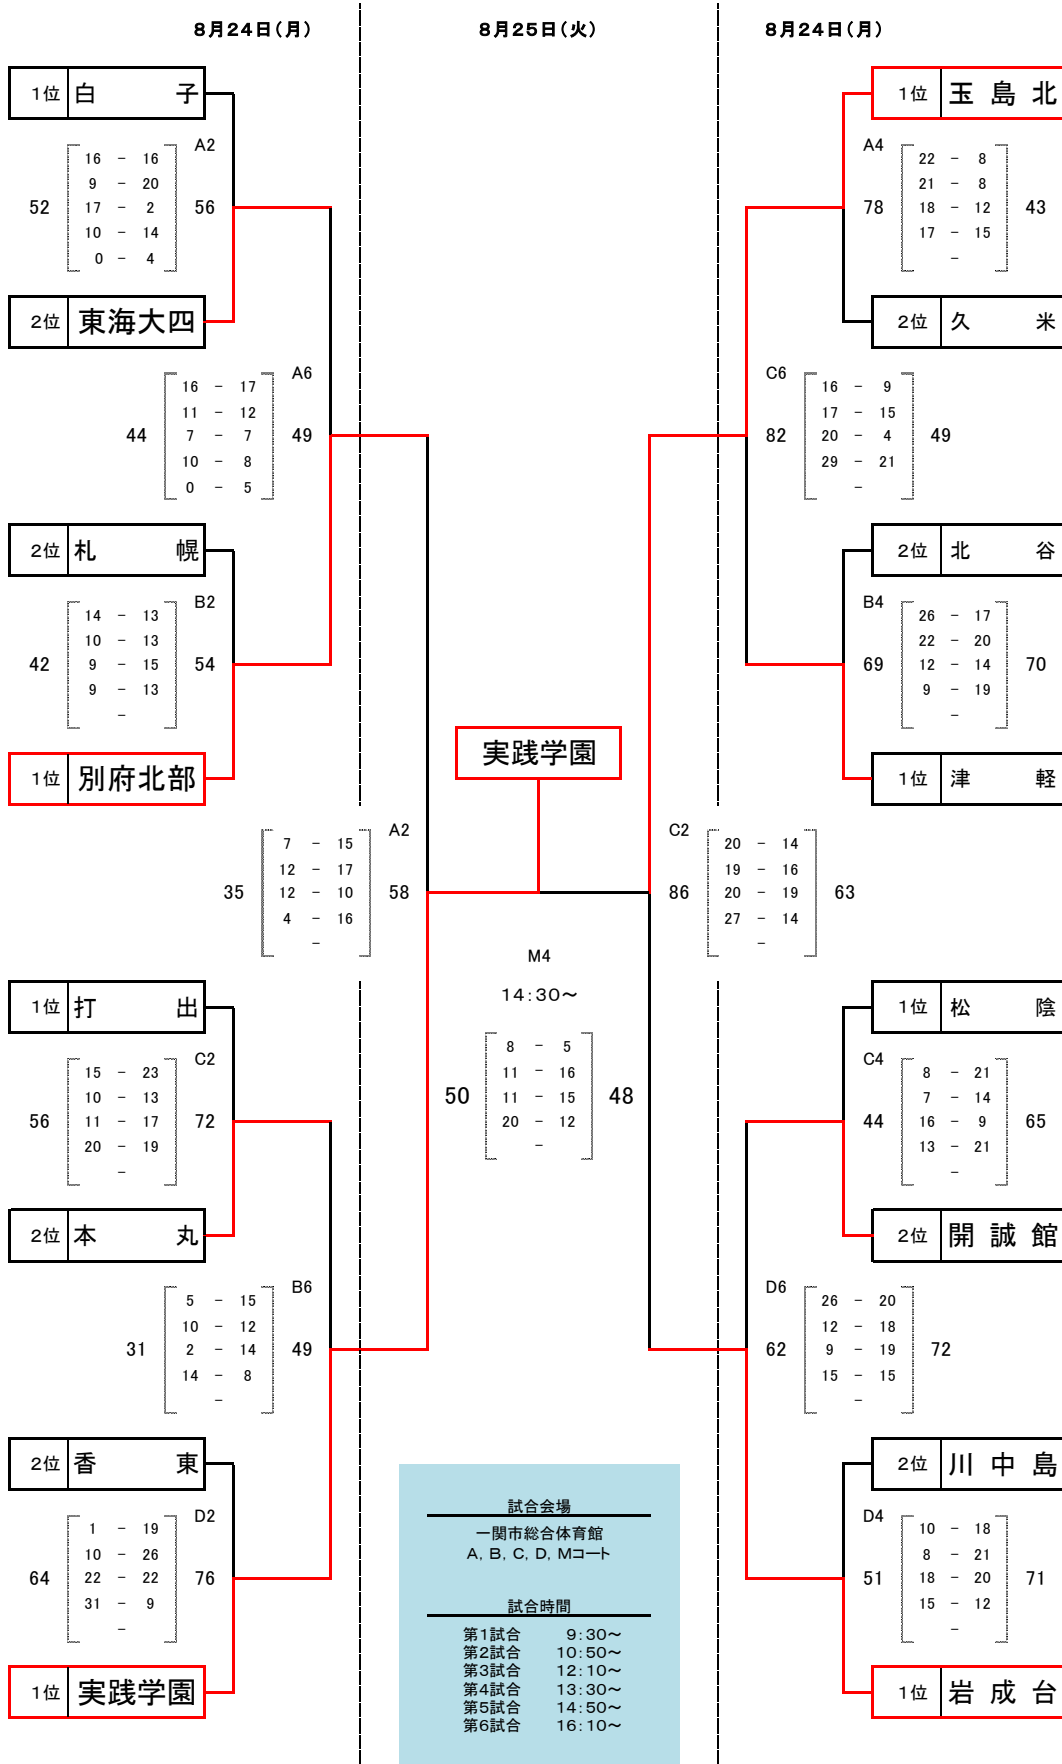 8月24日(月)
8月25日(火)
8月24日(月)
1位 白 子
A2
16 － 16
9 － 20
52 17 － 2 56
10 － 14
0 － 4
2位 東海大四
A6
16 － 17
11 － 12
44 7 － 7 49
10 － 8
0 － 5
2位 札 幌
B2
14 － 13
10 － 13
42 9 － 15 54
9 － 13
－
1位 別府北部
A2
7 － 15
12 － 17
35 12 － 10 58
4 － 16
－
1位 打 出
C2
15 － 23
10 － 13
56 11 － 17 72
20 － 19
－
2位 本 丸
B6
5 － 15
10 － 12
31 2 － 14 49
14 － 8
－
2位 香 東
D2
1 － 19
10 － 26
64 22 － 22 76
31 － 9
－
1位 実践学園
実践学園
M4
14:30～
8 － 5
11 － 16
50 11 － 15 48
20 － 12
－
試合会場
一関市総合体育館
A, B, C, D, Mコート
試合時間
第1試合 9:30～
第2試合 10:50～
第3試合 12:10～
第4試合 13:30～
第5試合 14:50～
第6試合 16:10～
1位 玉 島 北
A4
22 － 8
21 － 8
78 18 － 12 43
17 － 15
－
2位 久 米
C6
16 － 9
17 － 15
82 20 － 4 49
29 － 21
－
2位 北 谷
B4
26 － 17
22 － 20
69 12 － 14 70
9 － 19
－
1位 津 軽
C2
20 － 14
19 － 16
86 20 － 19 63
27 － 14
－
1位 松 陰
C4
8 － 21
7 － 14
44 16 － 9 65
13 － 21
－
2位 開 誠 館
D6
26 － 20
12 － 18
62 9 － 19 72
15 － 15
－
2位 川 中 島
D4
10 － 18
8 － 21
51 18 － 20 71
15 － 12
－
1位 岩 成 台